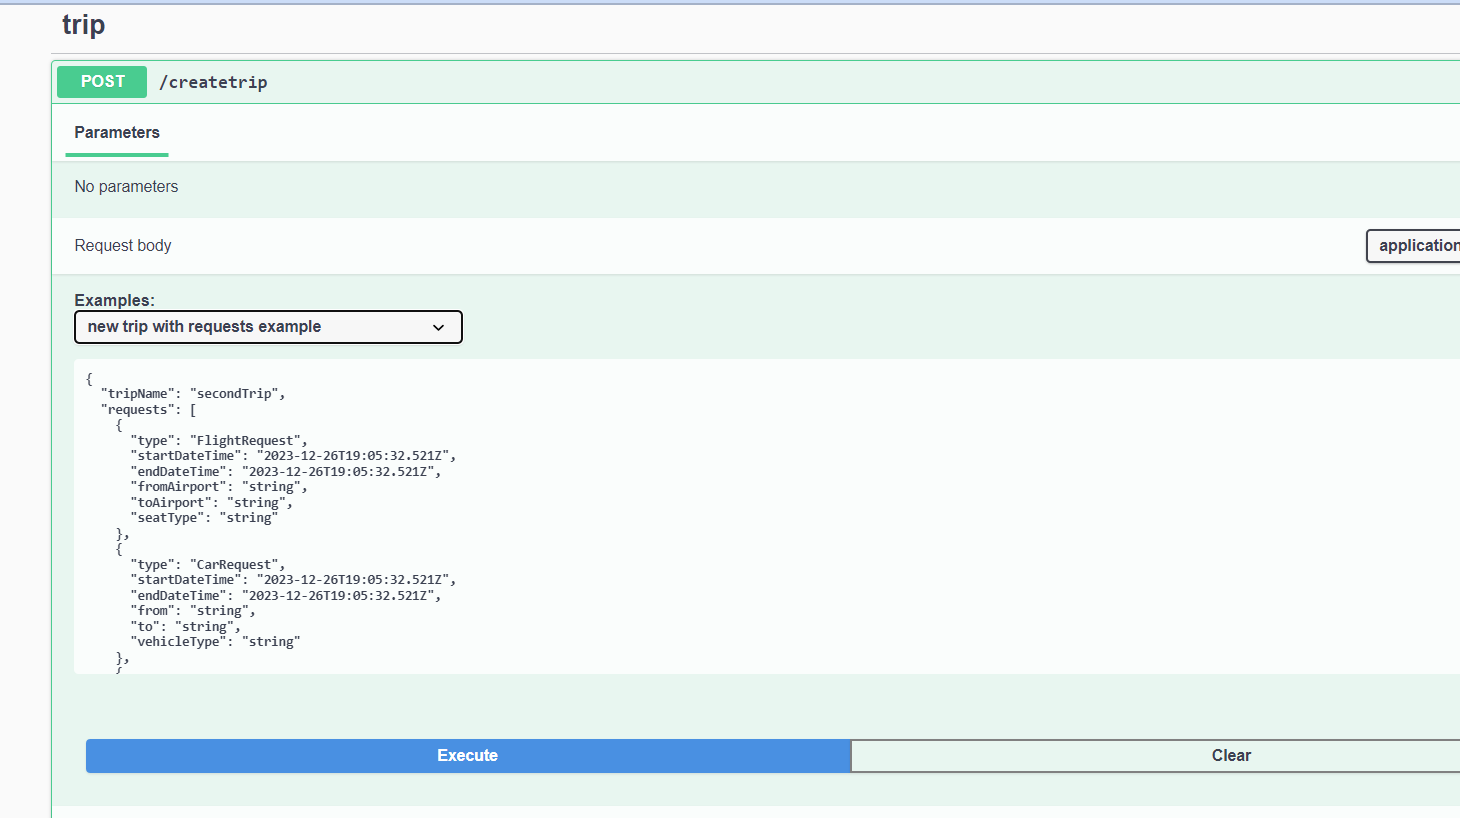 trip
POST /createtrip
Parameters
No parameters
Request body application
Examples:
new trip with requests example
{
"tripName": "secondTrip",
"requests": [
{
"type": "FlightRequest",
"startDateTime": "2023-12-26T19:05:32.521Z",
"endDateTime": "2023-12-26T19:05:32.521Z",
"fromAirport": "string",
"toAirport": "string",
"seatType": "string"
},
{
"type": "CarRequest",
"startDateTime": "2023-12-26T19:05:32.521Z",
"endDateTime": "2023-12-26T19:05:32.521Z",
"from": "string",
"to": "string",
"vehicleType": "string"
},
{
Execute Clear